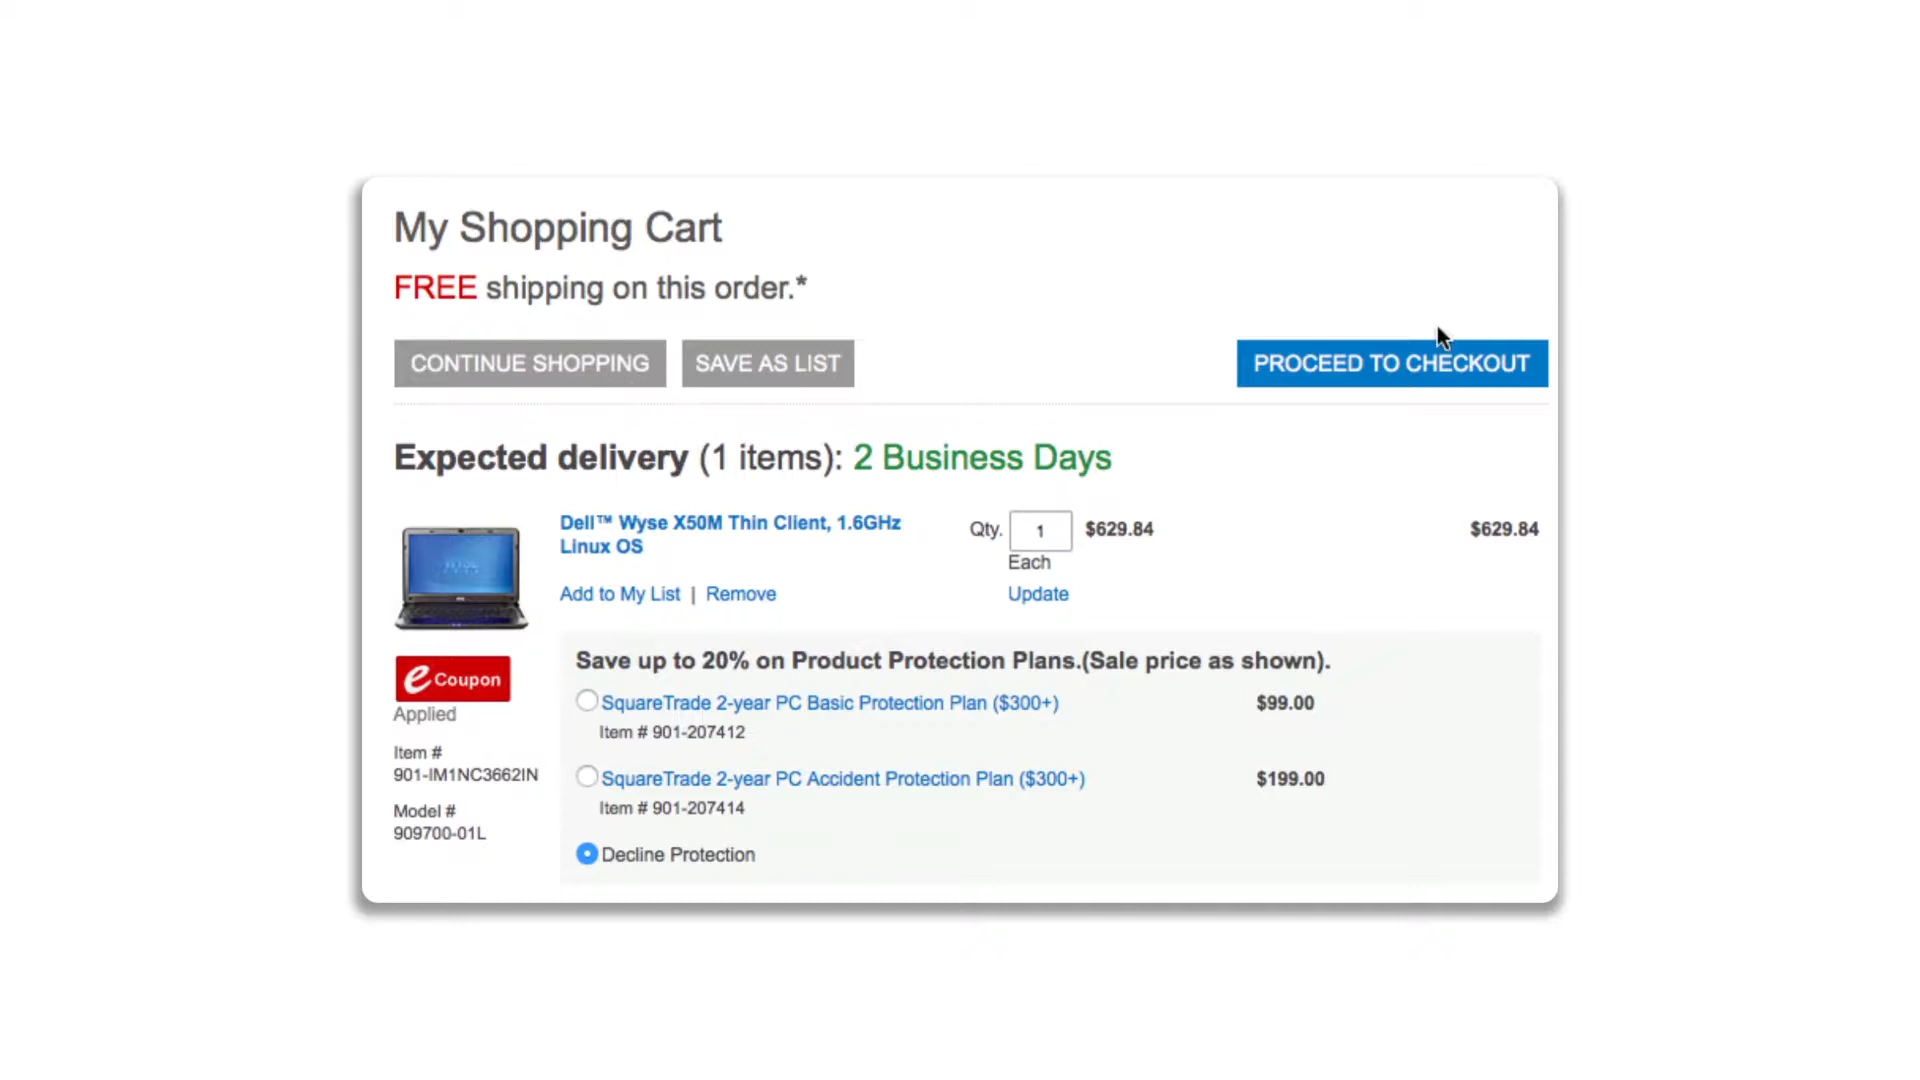 My Shopping Cart
FREE shipping on this order.*
CONTINUE SHOPPING
SAVE AS LIST
PROCEED TO CHECKOUT
Expected delivery (1 items): 2 Business Days
Dell™ Wyse X50M Thin Client, 1.6GHz
Linux OS
Qty. 1 $629.84 $629.84
Each
Add to My List | Remove
Update
WYSE
e Coupon
Applied
Item #
901-IM1NC3662IN
Model #
909700-01L
Save up to 20% on Product Protection Plans.(Sale price as shown).
SquareTrade 2-year PC Basic Protection Plan ($300+) $99.00
Item # 901-207412
SquareTrade 2-year PC Accident Protection Plan ($300+) $199.00
Item # 901-207414
Decline Protection